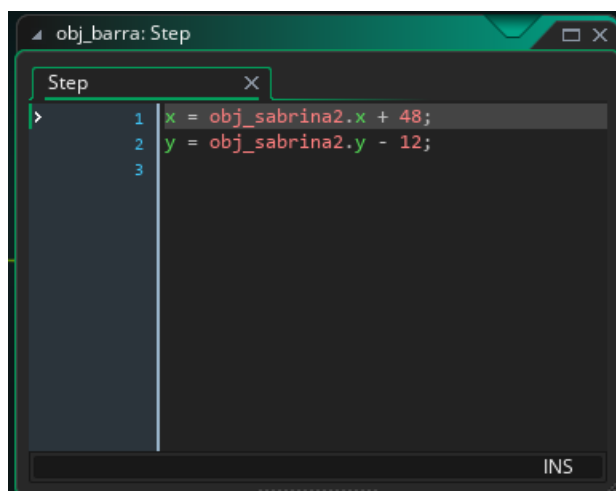 obj_barra: Step
Step
1 x = obj_sabrina2.x + 48;
2 y = obj_sabrina2.y - 12;
3
INS